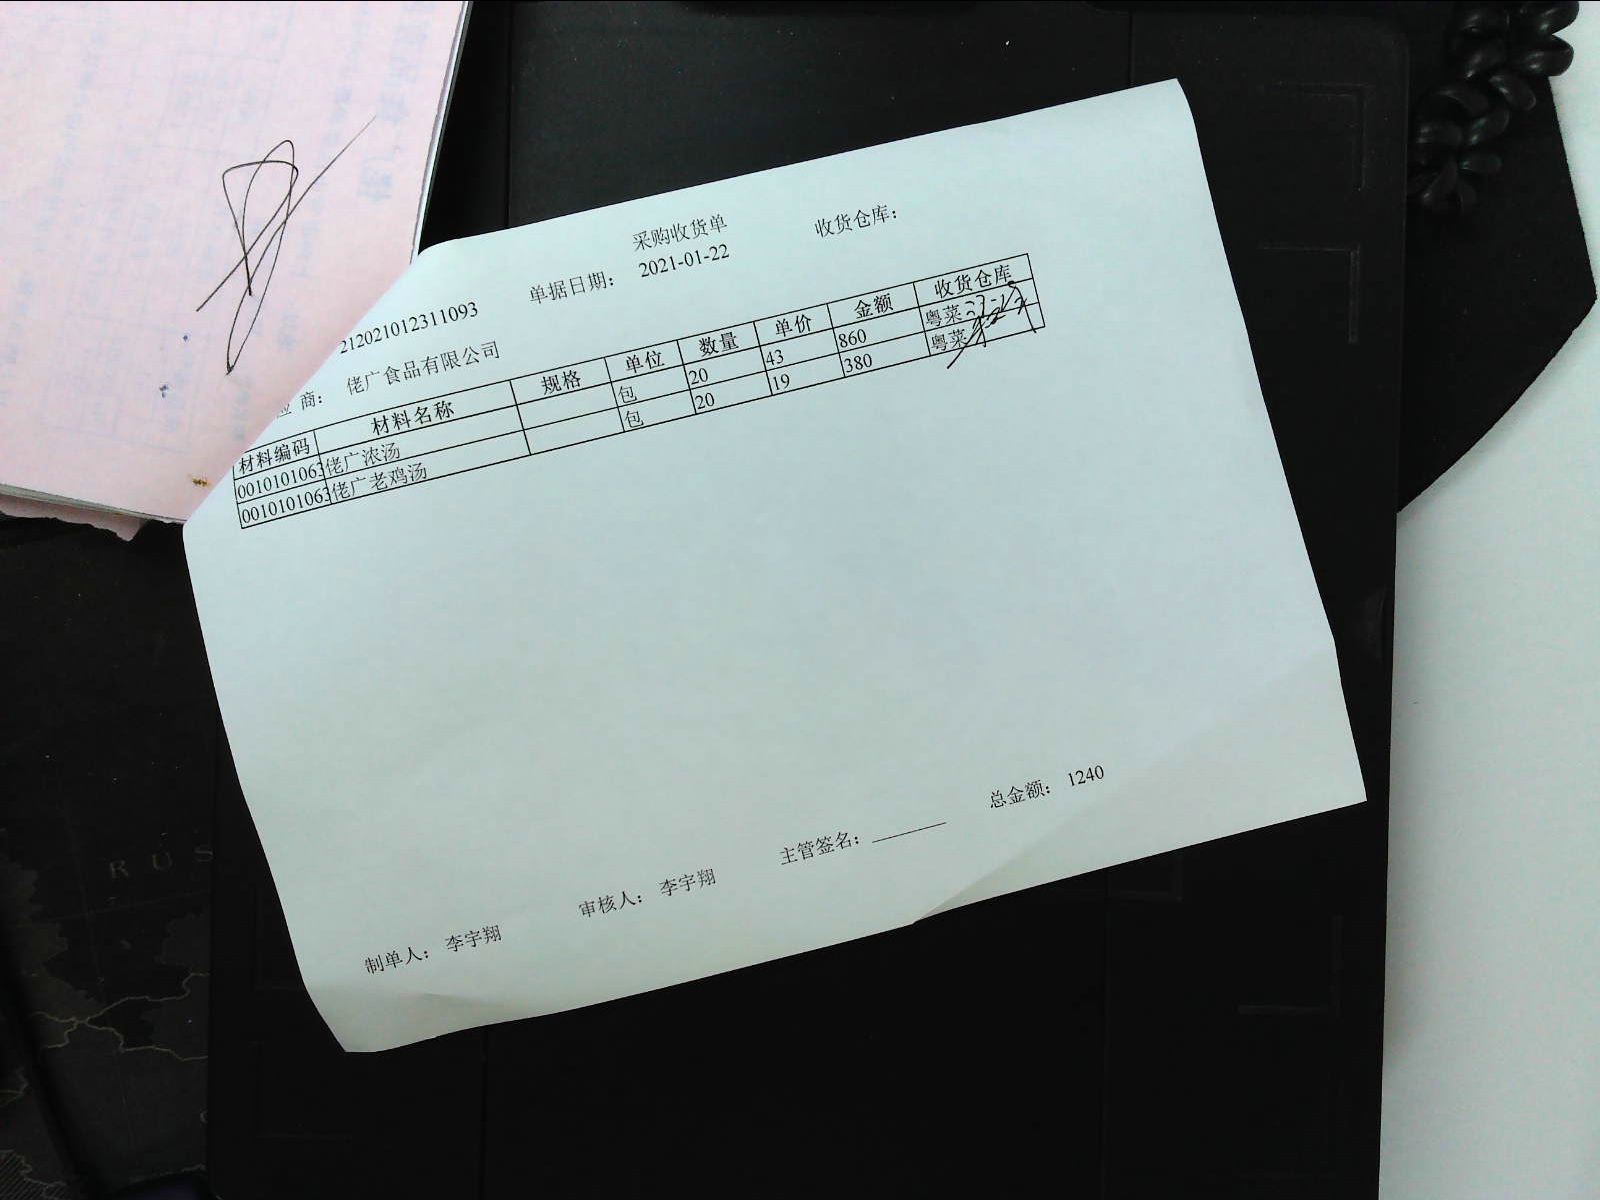 采购收货单 收货仓库：
212021012311093 单据日期： 2021-01-22
应 商： 佬广食品有限公司
材料编码 材料名称 规格 单位 数量 单价 金额 收货仓库
0010101063 佬广浓汤 包 20 43 860 粤菜
0010101063 佬广老鸡汤 包 20 19 380 粤菜
总金额： 1240
制单人： 李宇翔 审核人： 李宇翔 主管签名：
RUS